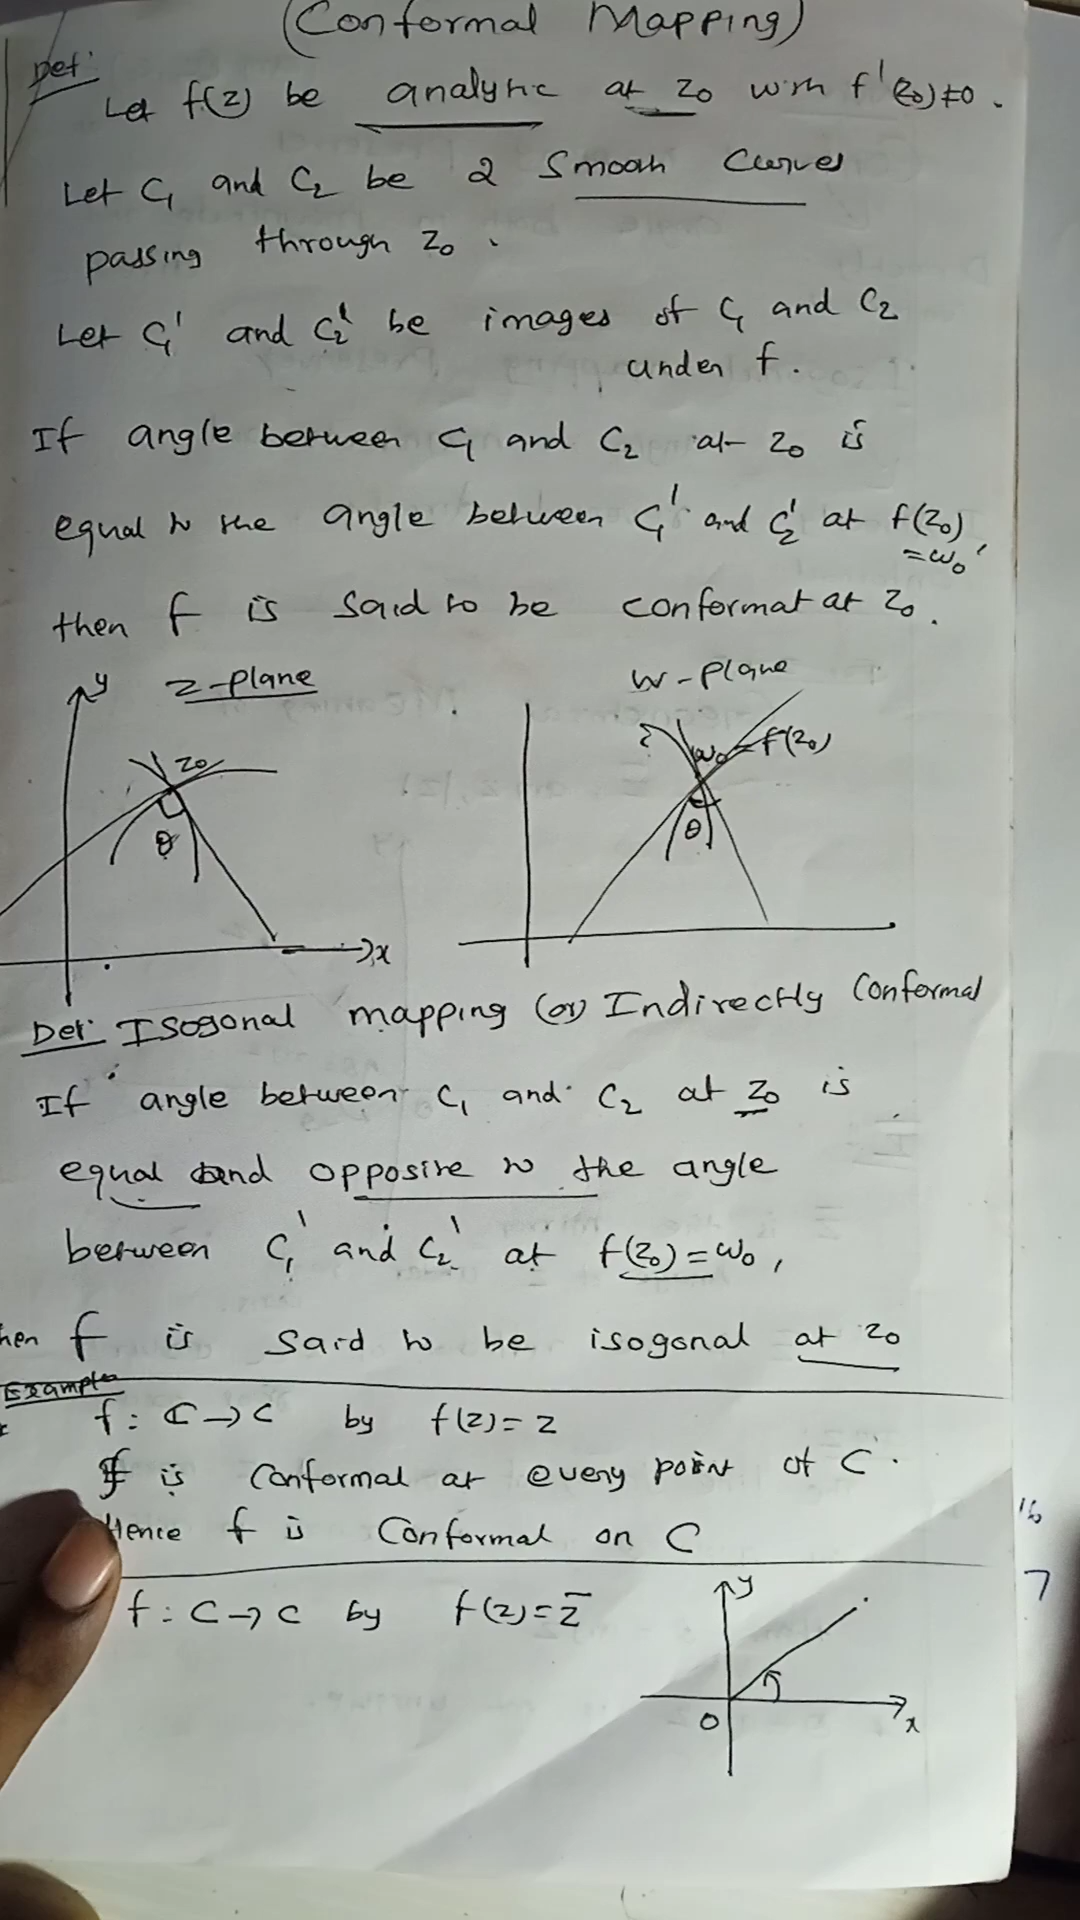 (Conformal Mapping)
Def:
Let f(z) be analytic at z₀ with f'(z₀)≠0.
Let C₁ and C₂ be 2 Smooth Curves
passing through z₀.
Let C₁' and C₂' be images of C₁ and C₂
under f.
If angle between C₁ and C₂ at z₀ is
equal to the angle between C₁' and C₂' at f(z₀)
=w₀,
then f is said to be conformal at z₀.
y z-plane
w-plane
z₀
w₀=f(z₀)
θ
θ
x
Def: Isogonal mapping (or) Indirectly Conformal
If angle between C₁ and C₂ at z₀ is
equal and opposite to the angle
between C₁' and C₂' at f(z₀)=w₀,
then f is said to be isogonal at z₀
Example
f: C→C by f(z)=z
f is Conformal at every point of C.
Hence f is Conformal on C
f: C→C by f(z)=z̄
y
O
x
16
7